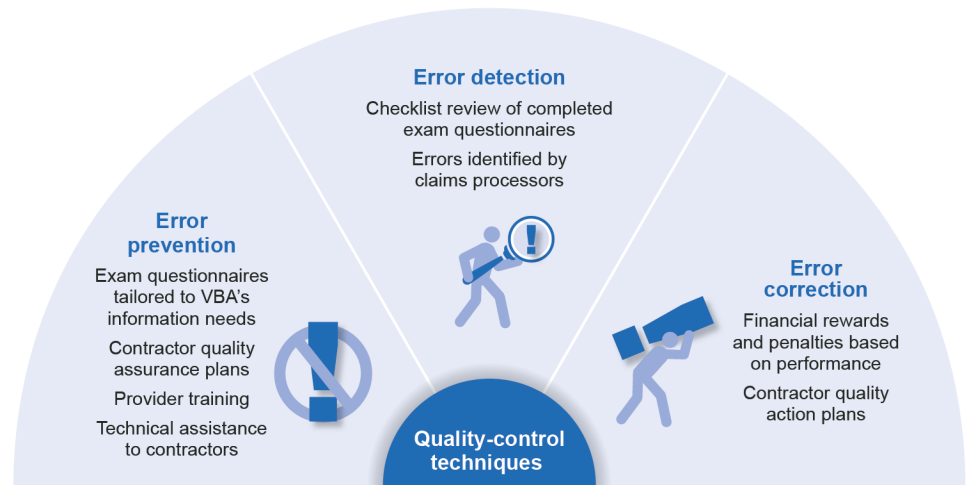 Error
prevention
Exam questionnaires
tailored to VBA's
information needs
Contractor quality
assurance plans
Provider training
Technical assistance
to contractors
Error detection
Checklist review of completed
exam questionnaires
Errors identified by
claims processors
Error
correction
Financial rewards
and penalties based
on performance
Contractor quality
action plans
Quality-control
techniques